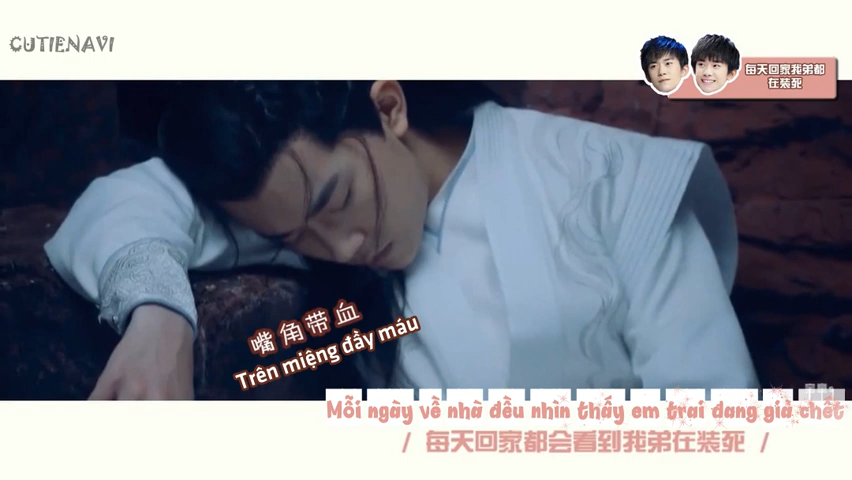 CUTIENAVI
每天回家我弟都
在装死
嘴角带血
Trên miệng đầy máu
Mỗi ngày về nhà đều nhìn thấy em trai đang giả chết
/ 每天回家都会看到我弟在装死 /